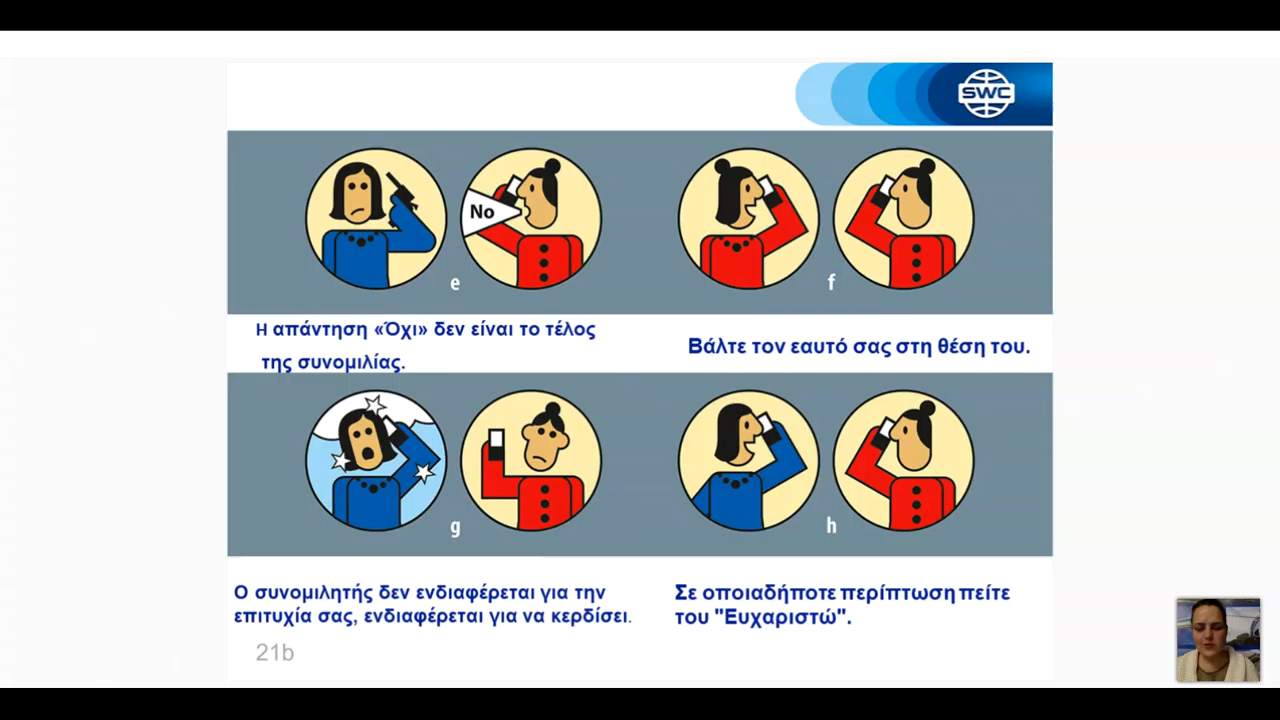 SWC
No
e
f
Η απάντηση «Όχι» δεν είναι το τέλος
της συνομιλίας.
Βάλτε τον εαυτό σας στη θέση του.
g
h
Ο συνομιλητής δεν ενδιαφέρεται για την
επιτυχία σας, ενδιαφέρεται για να κερδίσει.
Σε οποιαδήποτε περίπτωση πείτε
του "Ευχαριστώ".
21b